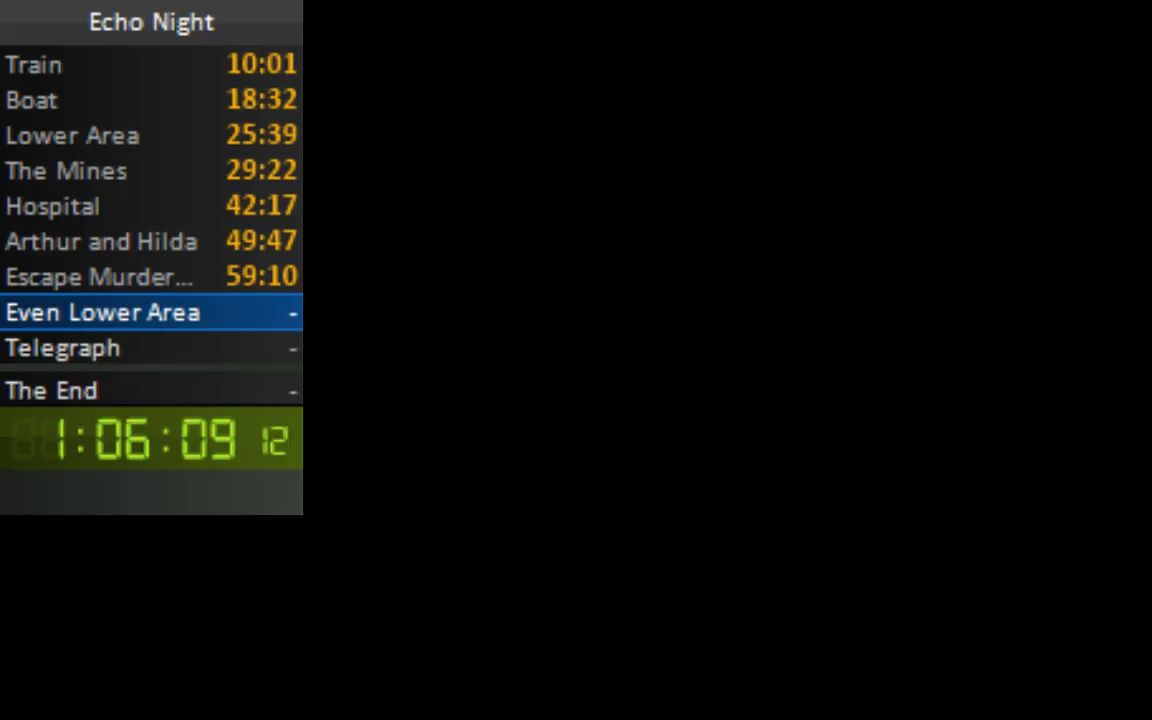 Echo Night
Train 10:01
Boat 18:32
Lower Area 25:39
The Mines 29:22
Hospital 42:17
Arthur and Hilda 49:47
Escape Murder... 59:10
Even Lower Area -
Telegraph -
The End -
1:06:09 12